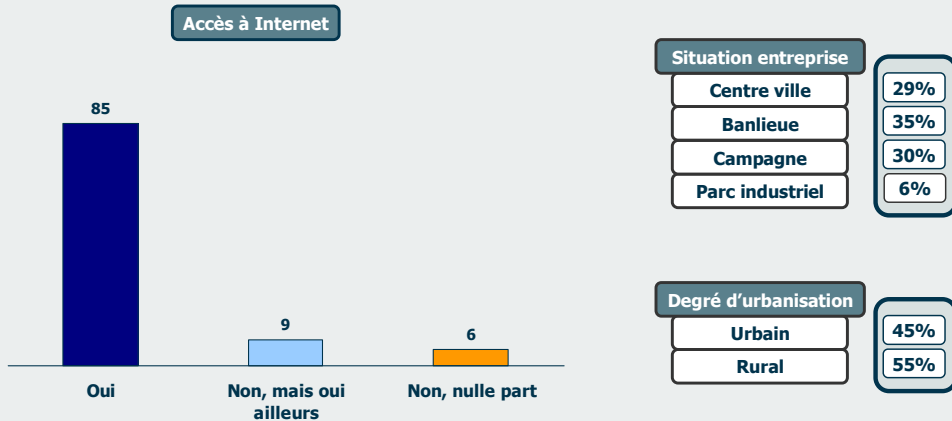 Accès à Internet
85
9
6
Oui
Non, mais oui
ailleurs
Non, nulle part
Situation entreprise
Centre ville
29%
Banlieue
35%
Campagne
30%
Parc industriel
6%
Degré d’urbanisation
Urbain
45%
Rural
55%